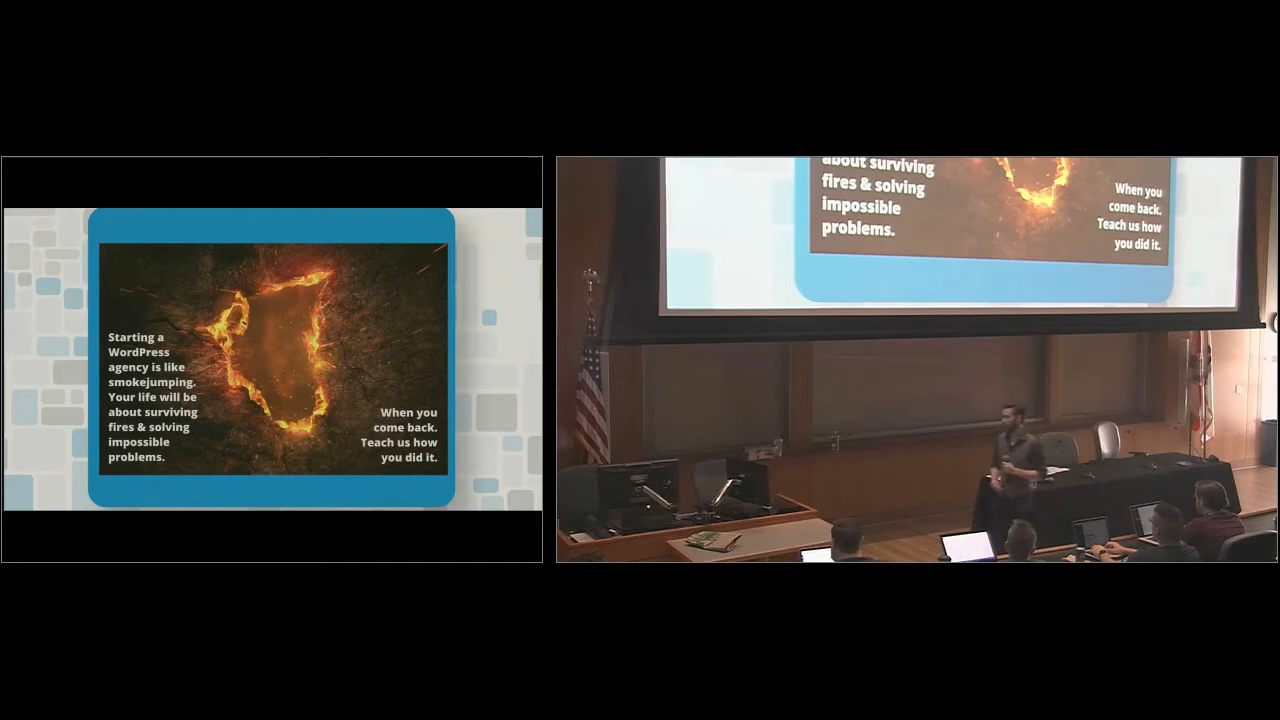 Starting a
WordPress
agency is like
smokejumping.
Your life will be
about surviving
fires & solving
impossible
problems.
When you
come back.
Teach us how
you did it.
about surviving
fires & solving
impossible
problems.
When you
come back.
Teach us how
you did it.